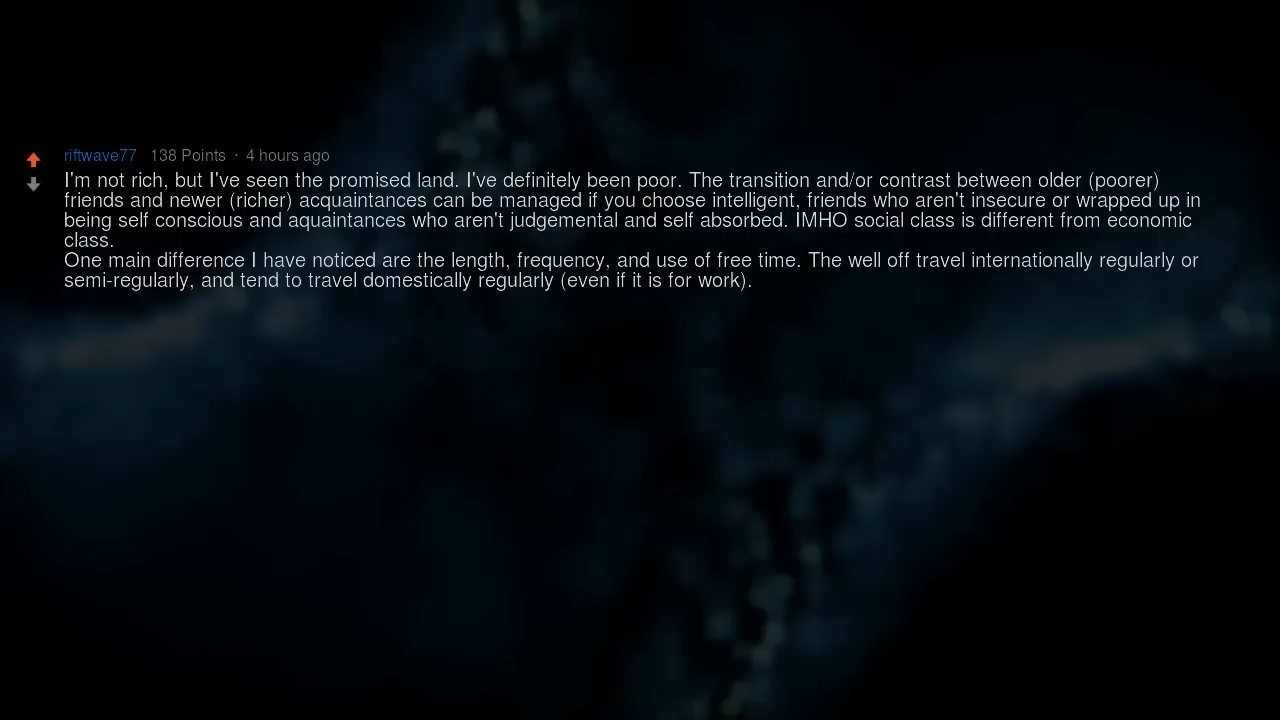 riftwave77 138 Points · 4 hours ago
I'm not rich, but I've seen the promised land. I've definitely been poor. The transition and/or contrast between older (poorer)
friends and newer (richer) acquaintances can be managed if you choose intelligent, friends who aren't insecure or wrapped up in
being self conscious and aquaintances who aren't judgemental and self absorbed. IMHO social class is different from economic
class.
One main difference I have noticed are the length, frequency, and use of free time. The well off travel internationally regularly or
semi-regularly, and tend to travel domestically regularly (even if it is for work).